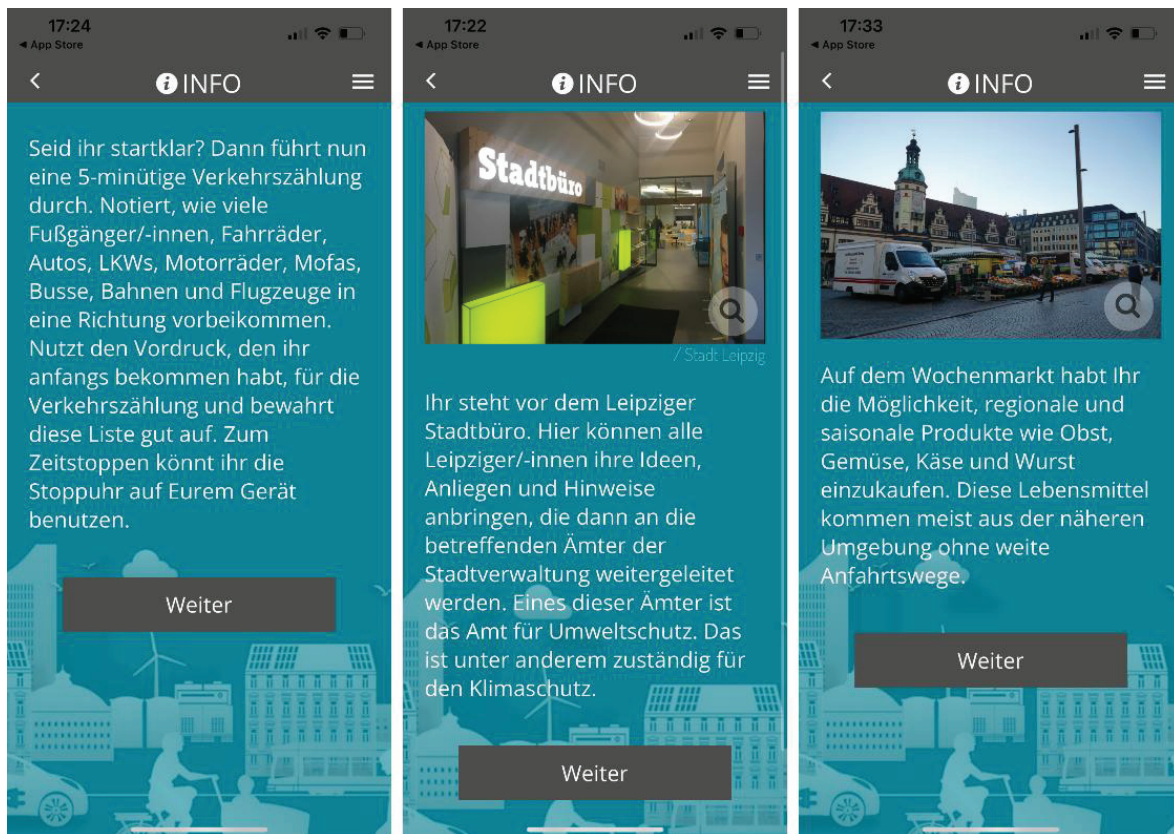 17:24
◀ App Store
INFO
Seid ihr startklar? Dann führt nun
eine 5-minütige Verkehrszählung
durch. Notiert, wie viele
Fußgänger/-innen, Fahrräder,
Autos, LKWs, Motorräder, Mofas,
Busse, Bahnen und Flugzeuge in
eine Richtung vorbeikommen.
Nutzt den Vordruck, den ihr
anfangs bekommen habt, für die
Verkehrszählung und bewahrt
diese Liste gut auf. Zum
Zeitstoppen könnt ihr die
Stoppuhr auf Eurem Gerät
benutzen.
Weiter
17:22
◀ App Store
INFO
Stadtbüro
/ Stadt Leipzig
Ihr steht vor dem Leipziger
Stadtbüro. Hier können alle
Leipziger/-innen ihre Ideen,
Anliegen und Hinweise
anbringen, die dann an die
betreffenden Ämter der
Stadtverwaltung weitergeleitet
werden. Eines dieser Ämter ist
das Amt für Umweltschutz. Das
ist unter anderem zuständig für
den Klimaschutz.
Weiter
17:33
◀ App Store
INFO
Auf dem Wochenmarkt habt Ihr
die Möglichkeit, regionale und
saisonale Produkte wie Obst,
Gemüse, Käse und Wurst
einzukaufen. Diese Lebensmittel
kommen meist aus der näheren
Umgebung ohne weite
Anfahrtswege.
Weiter